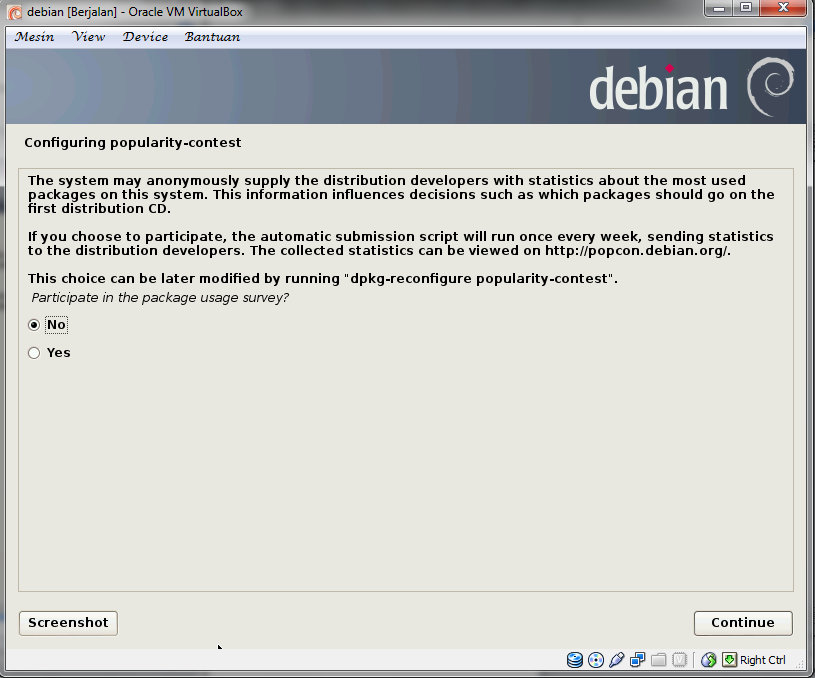 debian [Berjalan] - Oracle VM VirtualBox
Mesin View Device Bantuan
debian
Configuring popularity-contest
The system may anonymously supply the distribution developers with statistics about the most used
packages on this system. This information influences decisions such as which packages should go on the
first distribution CD.
If you choose to participate, the automatic submission script will run once every week, sending statistics
to the distribution developers. The collected statistics can be viewed on http://popcon.debian.org/.
This choice can be later modified by running "dpkg-reconfigure popularity-contest".
Participate in the package usage survey?
No
Yes
Screenshot Continue
Right Ctrl